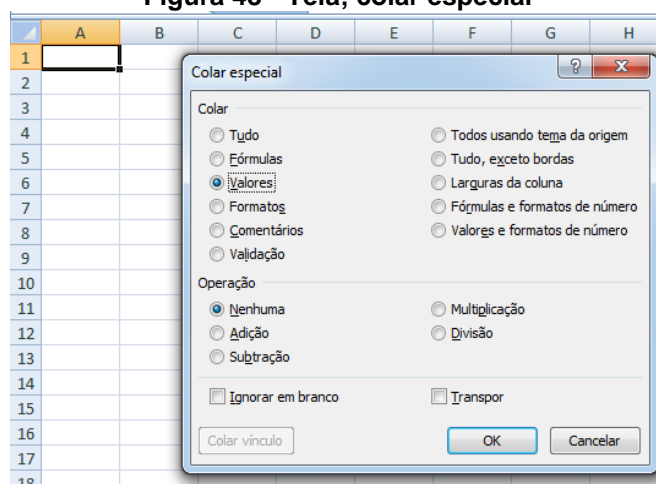 Figura 48 - Tela, colar especial
A B C D E F G H
1
2
3
4
5
6
7
8
9
10
11
12
13
14
15
16
17
18
Colar especial
Colar
Tudo
Fórmulas
Valores
Formatos
Comentários
Validação
Todos usando tema da origem
Tudo, exceto bordas
Larguras da coluna
Fórmulas e formatos de número
Valores e formatos de número
Operação
Nenhuma
Adição
Subtração
Multiplicação
Divisão
Ignorar em branco
Transpor
Colar vínculo
OK
Cancelar